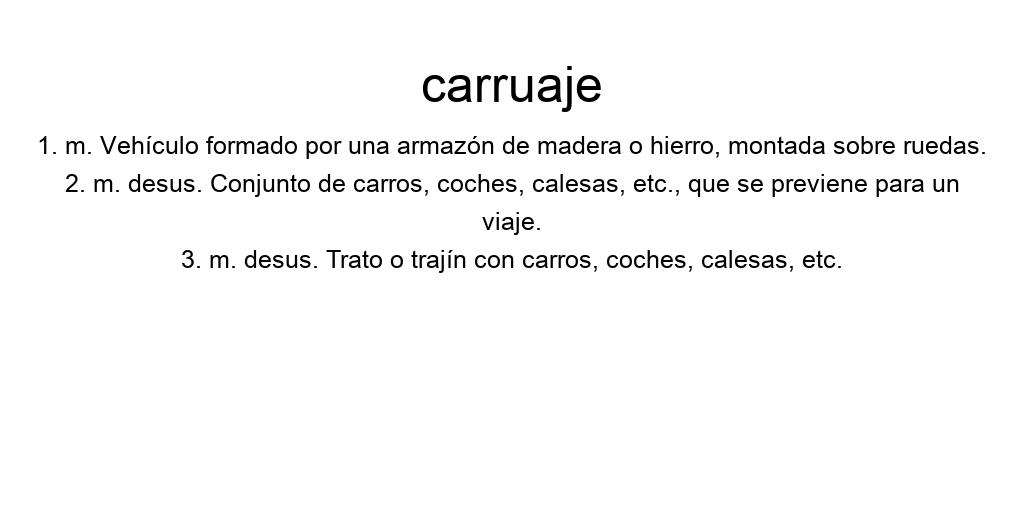 carruaje
1. m. Vehículo formado por una armazón de madera o hierro, montada sobre ruedas.
2. m. desus. Conjunto de carros, coches, calesas, etc., que se previene para un
viaje.
3. m. desus. Trato o trajín con carros, coches, calesas, etc.